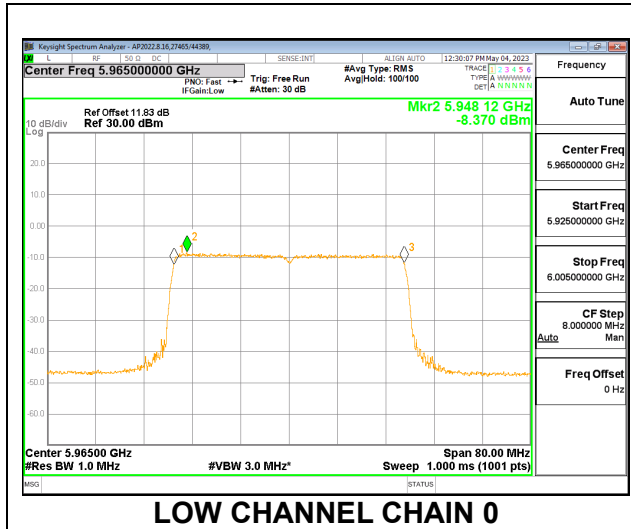 Keysight Spectrum Analyzer - AP2022.8.16,27465/44389,
L RF 50 Ω DC SENSE:INT ALIGN AUTO 12:30:07 PM May 04, 2023
Center Freq 5.965000000 GHz #Avg Type: RMS TRACE 1 2 3 4 5 6
PNO: Fast Trig: Free Run Avg|Hold: 100/100 TYPE A WWWWW
IFGain:Low #Atten: 30 dB DET A N N N N N
Frequency
Auto Tune
Center Freq
5.965000000 GHz
Start Freq
5.925000000 GHz
Stop Freq
6.005000000 GHz
CF Step
8.000000 MHz
Auto Man
Freq Offset
0 Hz
Mkr2 5.948 12 GHz
-8.370 dBm
Ref Offset 11.83 dB
10 dB/div Ref 30.00 dBm
Log
20.0
10.0
0.00
-10.0
-20.0
-30.0
-40.0
-50.0
-60.0
1
2
3
Center 5.96500 GHz Span 80.00 MHz
#Res BW 1.0 MHz #VBW 3.0 MHz* Sweep 1.000 ms (1001 pts)
MSG STATUS
LOW CHANNEL CHAIN 0